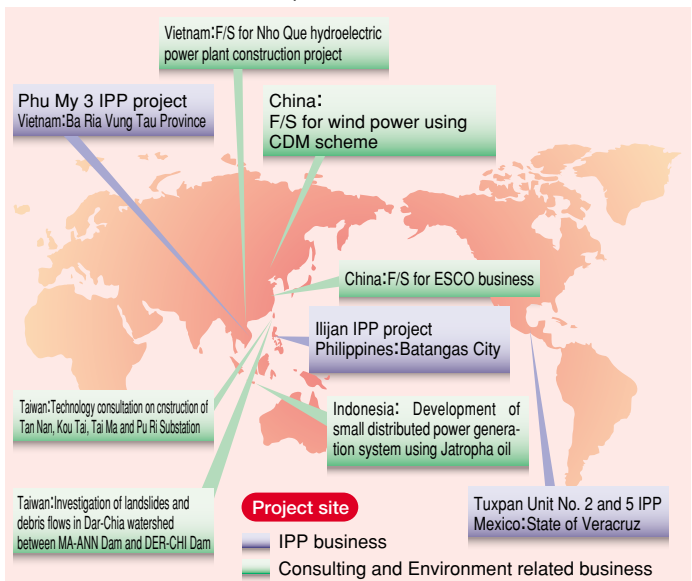 Vietnam:F/S for Nho Que hydroelectric
power plant construction project
Phu My 3 IPP project
Vietnam:Ba Ria Vung Tau Province
China:
F/S for wind power using
CDM scheme
China:F/S for ESCO business
Ilijan IPP project
Philippines:Batangas City
Taiwan:Technology consultation on cnstruction of
Tan Nan, Kou Tai, Tai Ma and Pu Ri Substation
Indonesia: Development of
small distributed power genera-
tion system using Jatropha oil
Taiwan:Investigation of landslides and
debris flows in Dar-Chia watershed
between MA-ANN Dam and DER-CHI Dam
Tuxpan Unit No. 2 and 5 IPP
Mexico:State of Veracruz
Project site
IPP business
Consulting and Environment related business